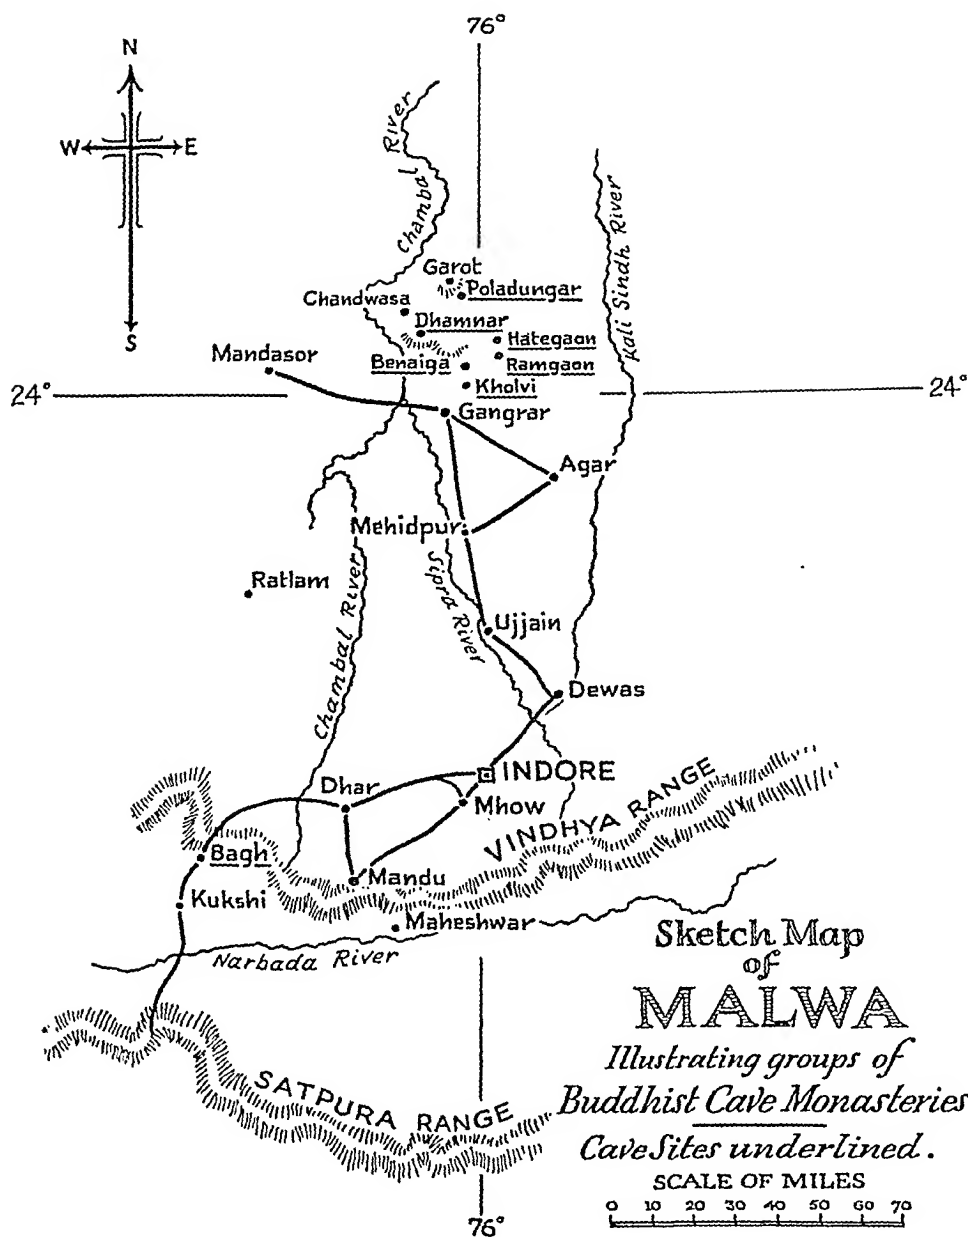 76°
N
W E
S
Chambal River
Kali Sindh River
Garot
Poladungar
Chandwasa
Dhamnar
Hategaon
Benaiga
Ramgaon
Kholvi
Mandasor
24° 24°
Gangrar
Agar
Mehidpur
Ratlam
Chambal River
Sipra River
Ujjain
Dewas
INDORE
Dhar
Mhow
VINDHYA RANGE
Bagh
Mandu
Kukshi
Maheshwar
Narbada River
SATPURA RANGE
76°
Sketch Map
of
MALWA
Illustrating groups of
Buddhist Cave Monasteries
Cave Sites underlined.
SCALE OF MILES
0 10 20 30 40 50 60 70